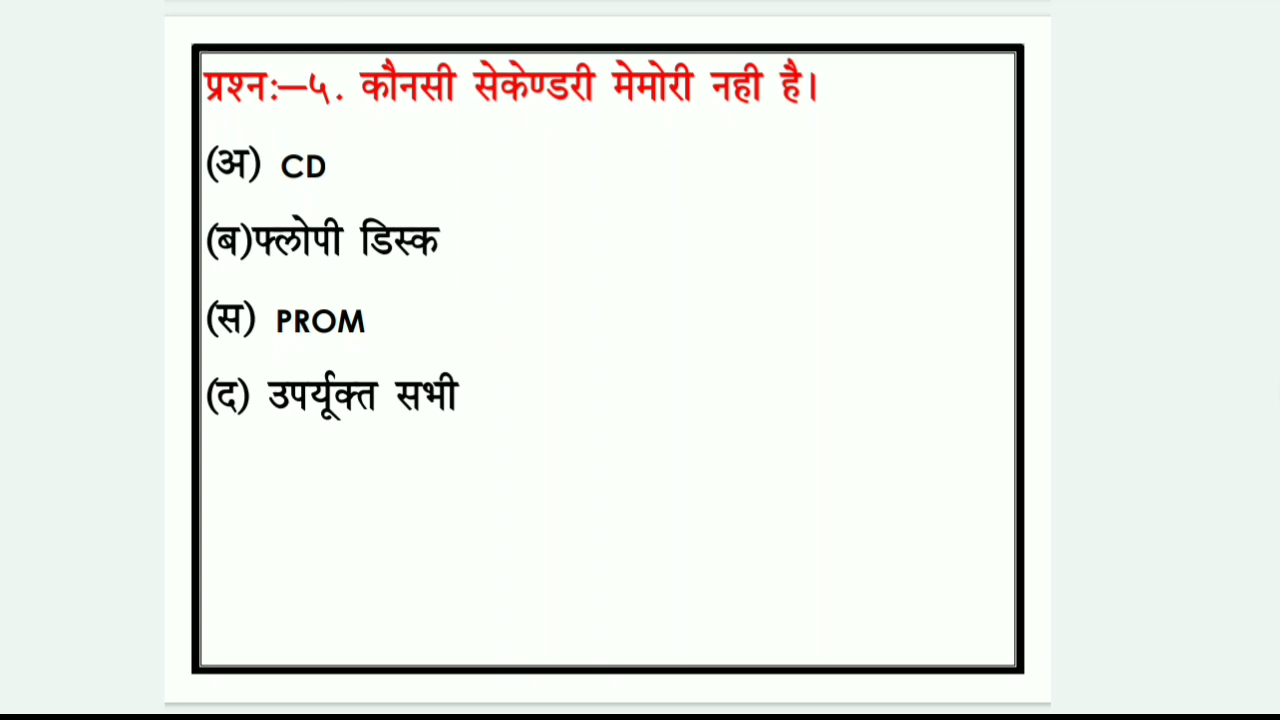 प्रश्नः–५. कौनसी सेकेण्डरी मेमोरी नही है।
(अ) CD
(ब)फ्लोपी डिस्क
(स) PROM
(द) उपर्यूक्त सभी